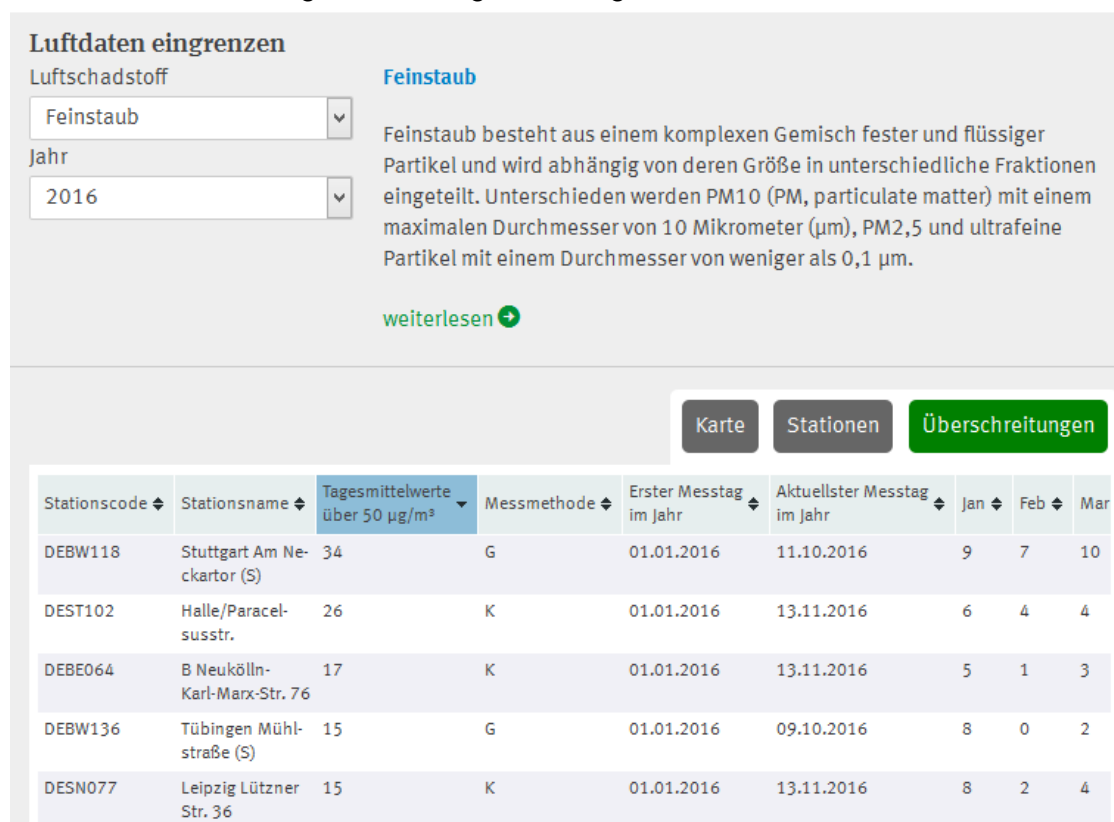 Luftdaten eingrenzen
Luftschadstoff
Feinstaub
Jahr
2016
Feinstaub
Feinstaub besteht aus einem komplexen Gemisch fester und flüssiger
Partikel und wird abhängig von deren Größe in unterschiedliche Fraktionen
eingeteilt. Unterschieden werden PM10 (PM, particulate matter) mit einem
maximalen Durchmesser von 10 Mikrometer (µm), PM2,5 und ultrafeine
Partikel mit einem Durchmesser von weniger als 0,1 µm.
weiterlesen
Karte Stationen Überschreitungen
Stationscode Stationsname Tagesmittelwerte Messmethode Erster Messtag Aktuellster Messtag Jan Feb Mar
über 50 µg/m³ im Jahr im Jahr
DEBW118 Stuttgart Am Ne- 34 G 01.01.2016 11.10.2016 9 7 10
ckartor (S)
DEST102 Halle/Paracel- 26 K 01.01.2016 13.11.2016 6 4 4
susstr.
DEBE064 B Neukölln- 17 K 01.01.2016 13.11.2016 5 1 3
Karl-Marx-Str. 76
DEBW136 Tübingen Mühl- 15 G 01.01.2016 09.10.2016 8 0 2
straße (S)
DESN077 Leipzig Lützner 15 K 01.01.2016 13.11.2016 8 2 4
Str. 36